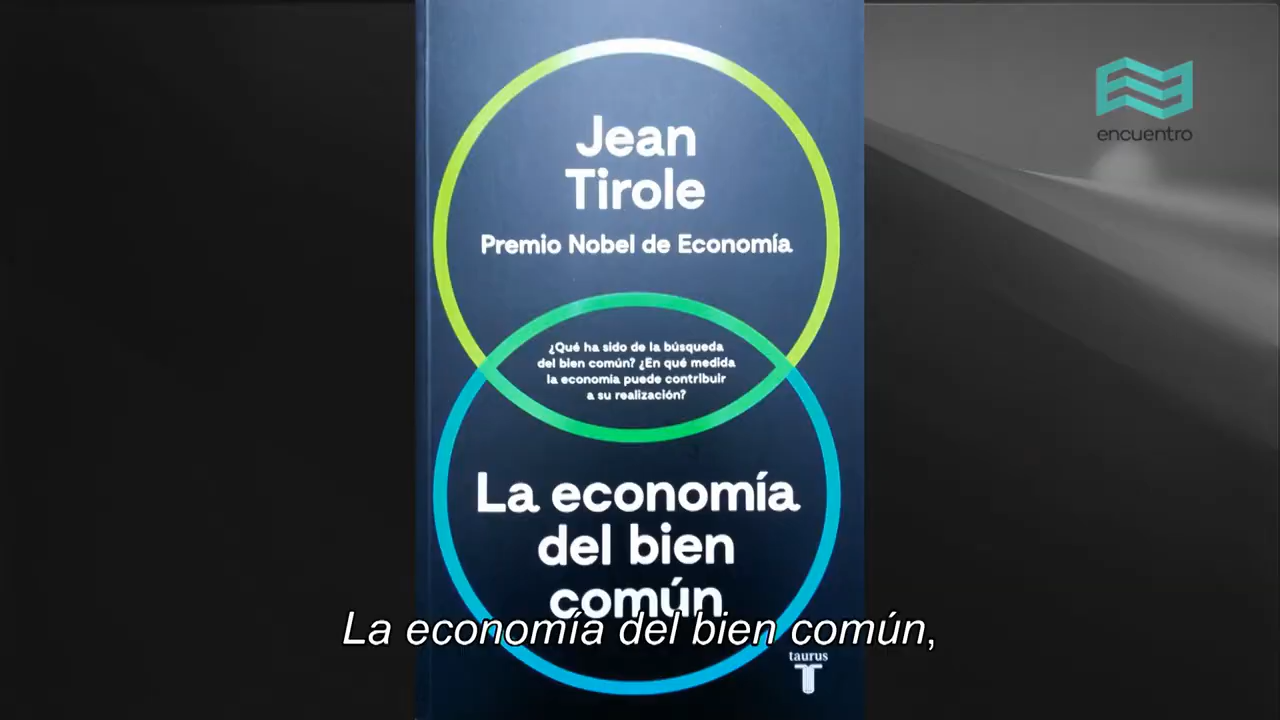 Jean
Tirole
Premio Nobel de Economía
¿Qué ha sido de la búsqueda
del bien común? ¿En qué medida
la economía puede contribuir
a su realización?
La economía
del bien
común
La economía del bien común,
taurus
encuentro